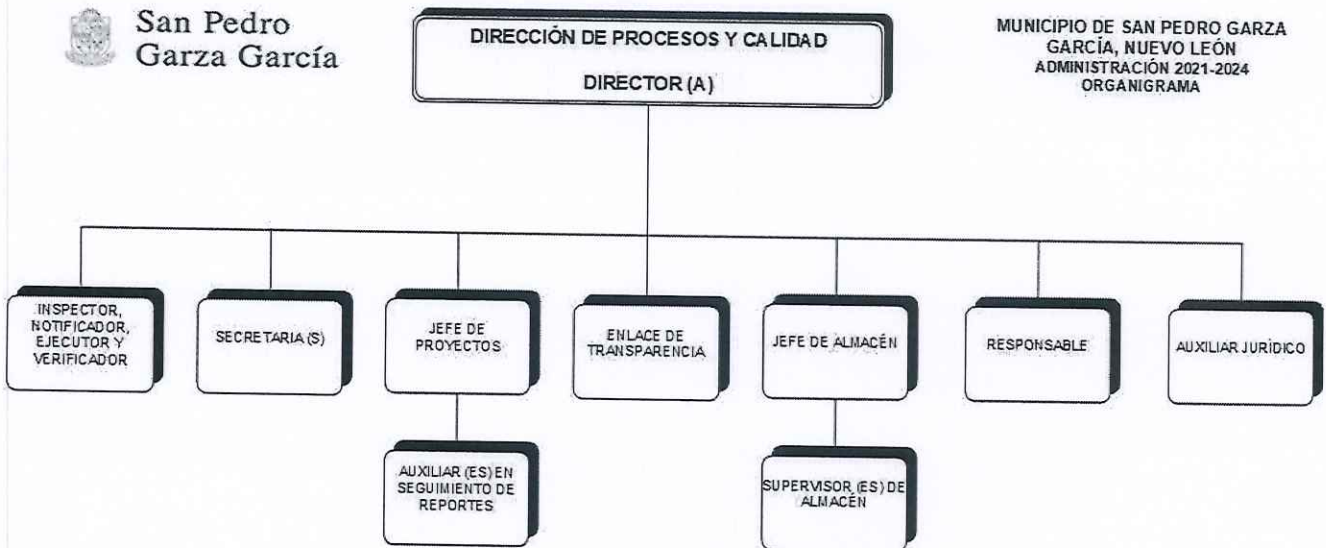 San Pedro
Garza García
DIRECCIÓN DE PROCESOS Y CALIDAD
DIRECTOR (A)
MUNICIPIO DE SAN PEDRO GARZA
GARCÍA, NUEVO LEÓN
ADMINISTRACIÓN 2021-2024
ORGANIGRAMA
INSPECTOR,
NOTIFICADOR,
EJECUTOR Y
VERIFICADOR
SECRETARIA (S)
JEFE DE
PROYECTOS
ENLACE DE
TRANSPARENCIA
JEFE DE ALMACÉN
RESPONSABLE
AUXILIAR JURÍDICO
AUXILIAR (ES) EN
SEGUIMIENTO DE
REPORTES
SUPERVISOR (ES) DE
ALMACÉN